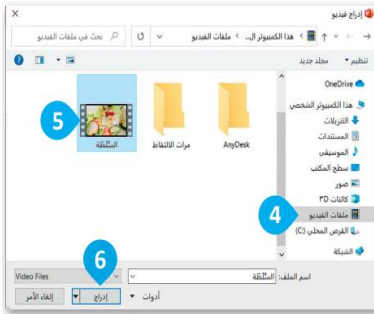 إدراج فيديو
هذا الكمبيوتر ال... › ملفات الفيديو
بحث في ملفات الفيديو
تنظيم
مجلد جديد
OneDrive
هذا الكمبيوتر الشخصي
التنزيلات
المستندات
الموسيقى
سطح المكتب
صور
كائنات 3D
ملفات الفيديو
القرص المحلي (C:)
الشبكة
AnyDesk
مرات الالتقاط
السَّلَطَة
5
4
6
اسم الملف: السَّلَطَة
Video Files
أدوات
إدراج
إلغاء الأمر